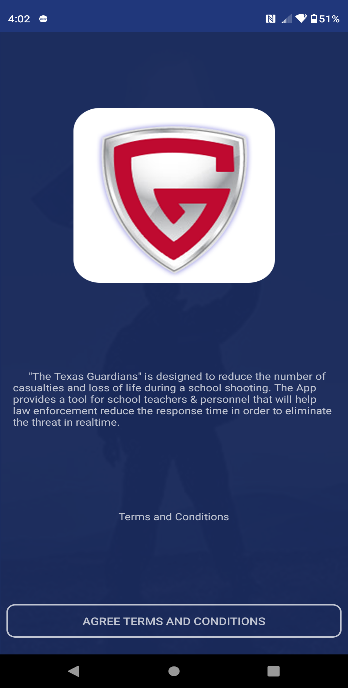 4:02
51%
"The Texas Guardians" is designed to reduce the number of
casualties and loss of life during a school shooting. The App
provides a tool for school teachers & personnel that will help
law enforcement reduce the response time in order to eliminate
the threat in realtime.
Terms and Conditions
AGREE TERMS AND CONDITIONS